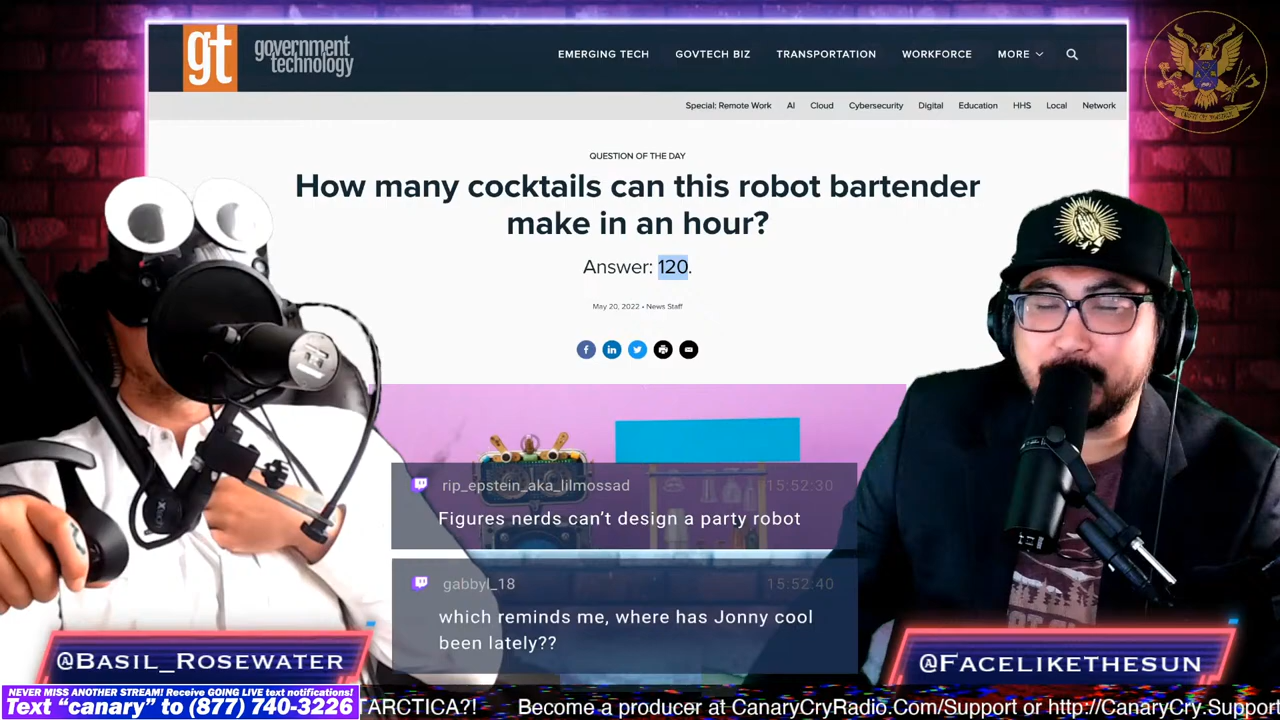 gt government technology
EMERGING TECH GOVTECH BIZ TRANSPORTATION WORKFORCE MORE
Special: Remote Work AI Cloud Cybersecurity Digital Education HHS Local Network
QUESTION OF THE DAY
How many cocktails can this robot bartender
make in an hour?
Answer: 120.
May 20, 2022 • News Staff
rip_epstein_aka_lilmossad 15:52:30
Figures nerds can't design a party robot
gabbyl_18 15:52:40
which reminds me, where has Jonny cool
been lately??
@BASIL_ROSEWATER
@FACELIKETHESUN
NEVER MISS ANOTHER STREAM! Receive GOING LIVE text notifications!
Text "canary" to (877) 740-3226
TARCTICA?! Become a producer at CanaryCryRadio.Com/Support or http://CanaryCry.Support